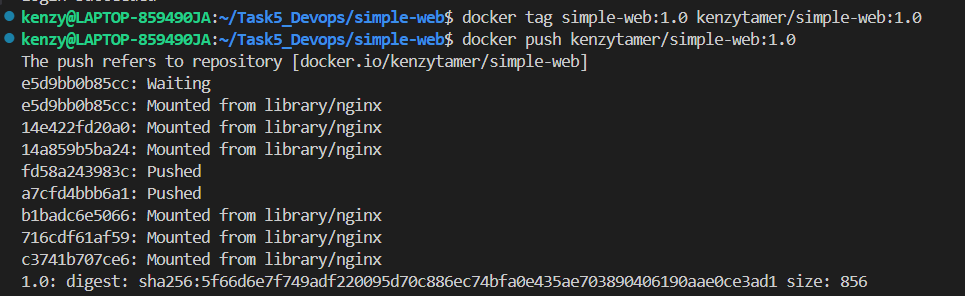 kenzy@LAPTOP-859490JA:~/Task5_Devops/simple-web$ docker tag simple-web:1.0 kenzytamer/simple-web:1.0
kenzy@LAPTOP-859490JA:~/Task5_Devops/simple-web$ docker push kenzytamer/simple-web:1.0
The push refers to repository [docker.io/kenzytamer/simple-web]
e5d9bb0b85cc: Waiting
e5d9bb0b85cc: Mounted from library/nginx
14e422fd20a0: Mounted from library/nginx
14a859b5ba24: Mounted from library/nginx
fd58a243983c: Pushed
a7cfd4bbb6a1: Pushed
b1badc6e5066: Mounted from library/nginx
716cdf61af59: Mounted from library/nginx
c3741b707ce6: Mounted from library/nginx
1.0: digest: sha256:5f66d6e7f749adf220095d70c886ec74bfa0e435ae703890406190aae0ce3ad1 size: 856